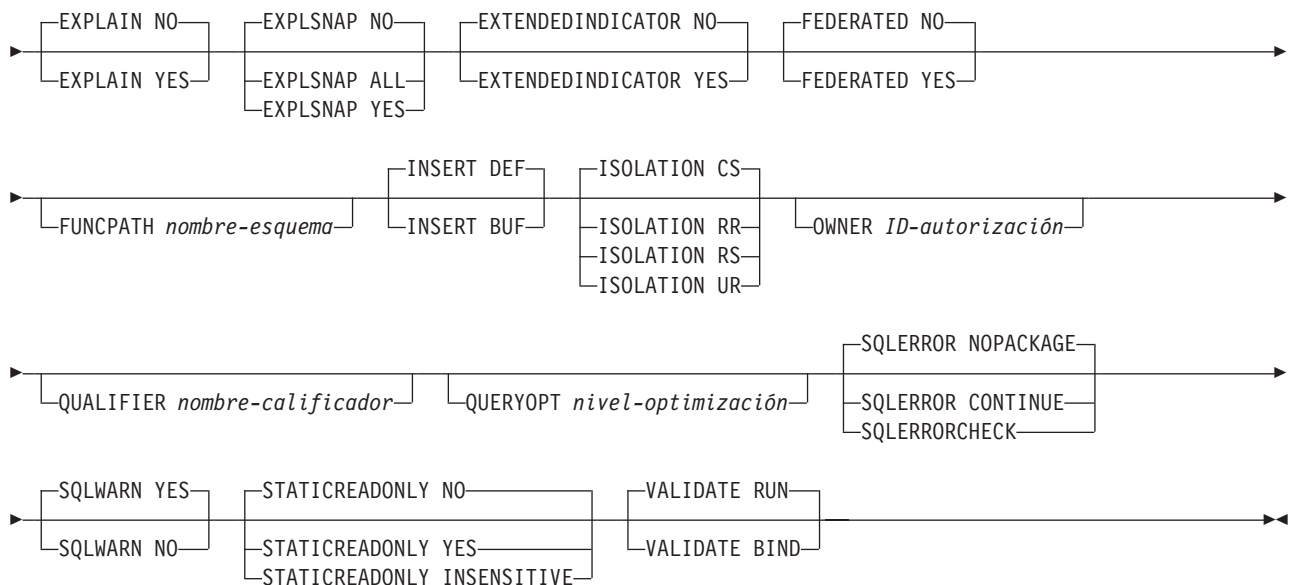 EXPLAIN NO EXPLSNAP NO EXTENDEDINDICATOR NO FEDERATED NO
EXPLAIN YES EXPLSNAP ALL EXTENDEDINDICATOR YES FEDERATED YES
EXPLSNAP YES
INSERT DEF ISOLATION CS
FUNCPATH nombre-esquema INSERT BUF ISOLATION RR OWNER ID-autorización
ISOLATION RS
ISOLATION UR
SQLERROR NOPACKAGE
QUALIFIER nombre-calificador QUERYOPT nivel-optimización SQLERROR CONTINUE
SQLERRORCHECK
SQLWARN YES STATICREADONLY NO VALIDATE RUN
SQLWARN NO STATICREADONLY YES VALIDATE BIND
STATICREADONLY INSENSITIVE